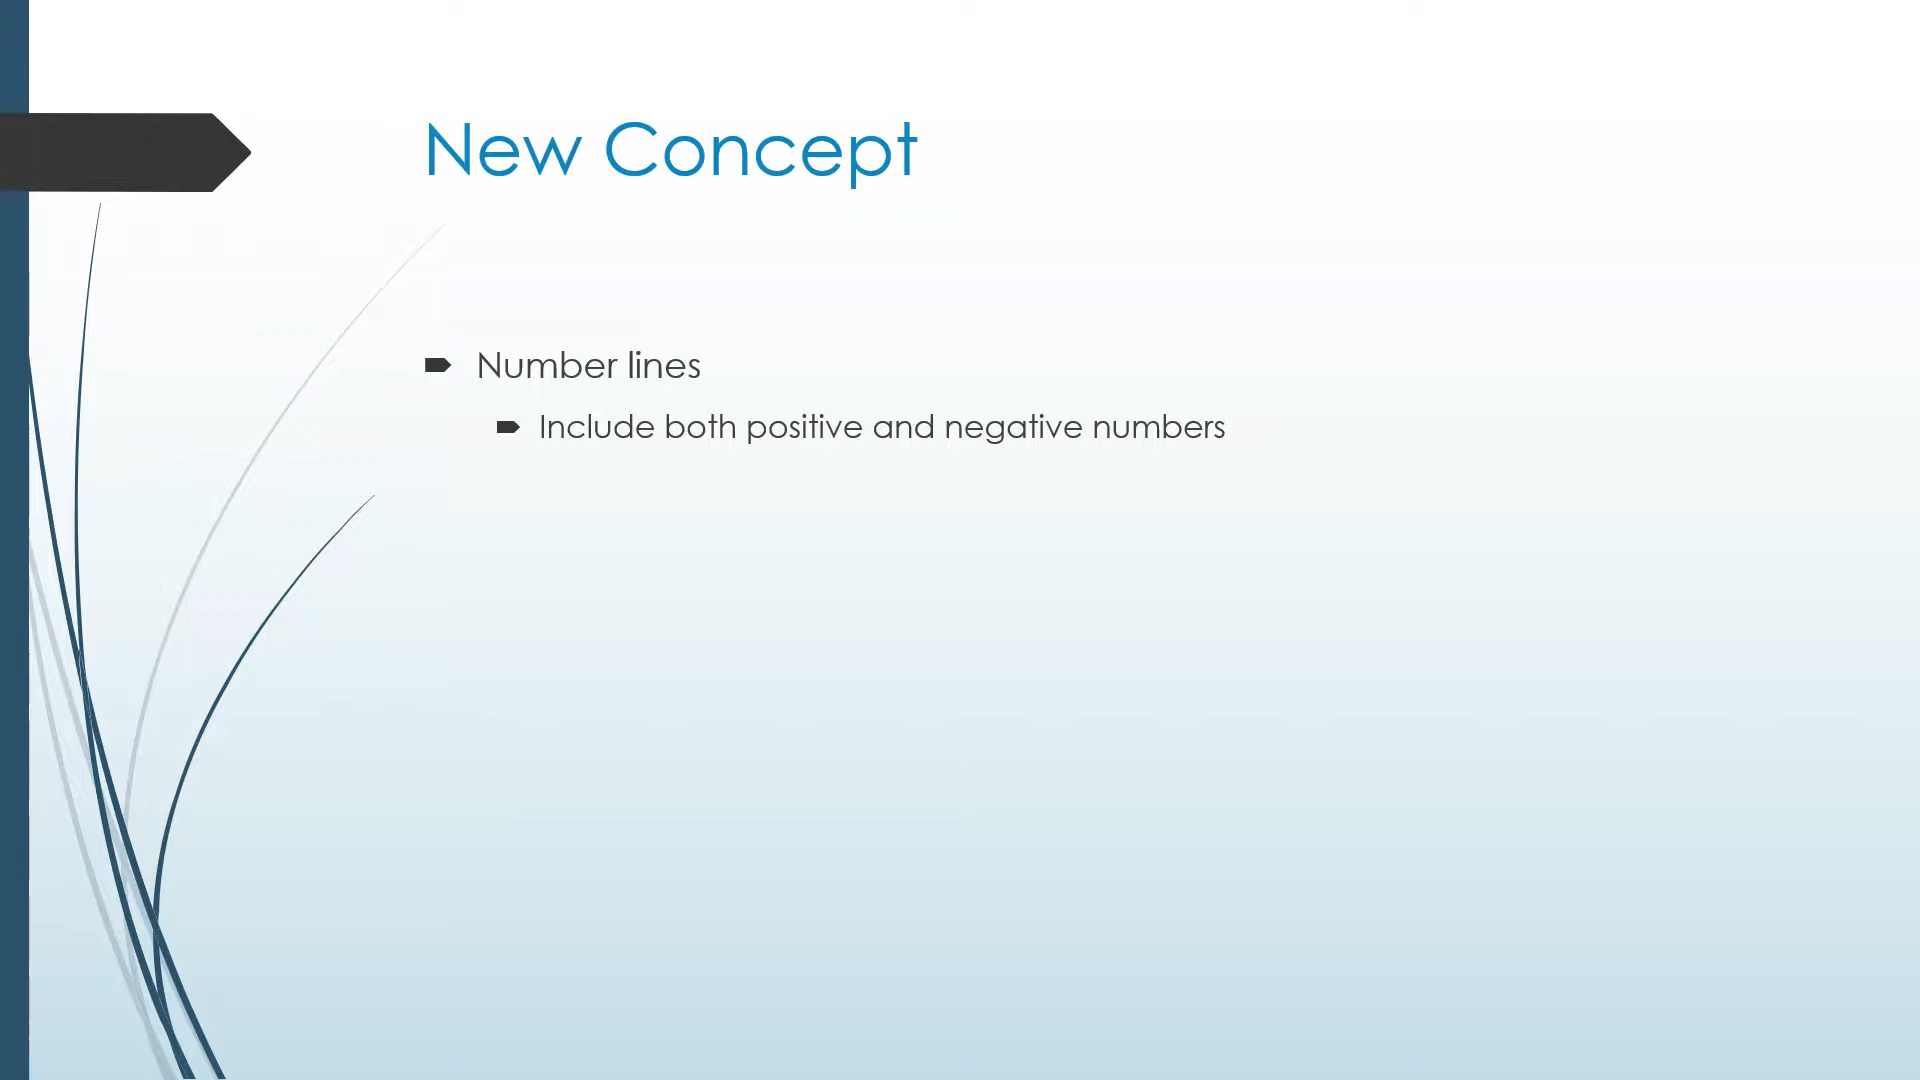 New Concept
Number lines
Include both positive and negative numbers